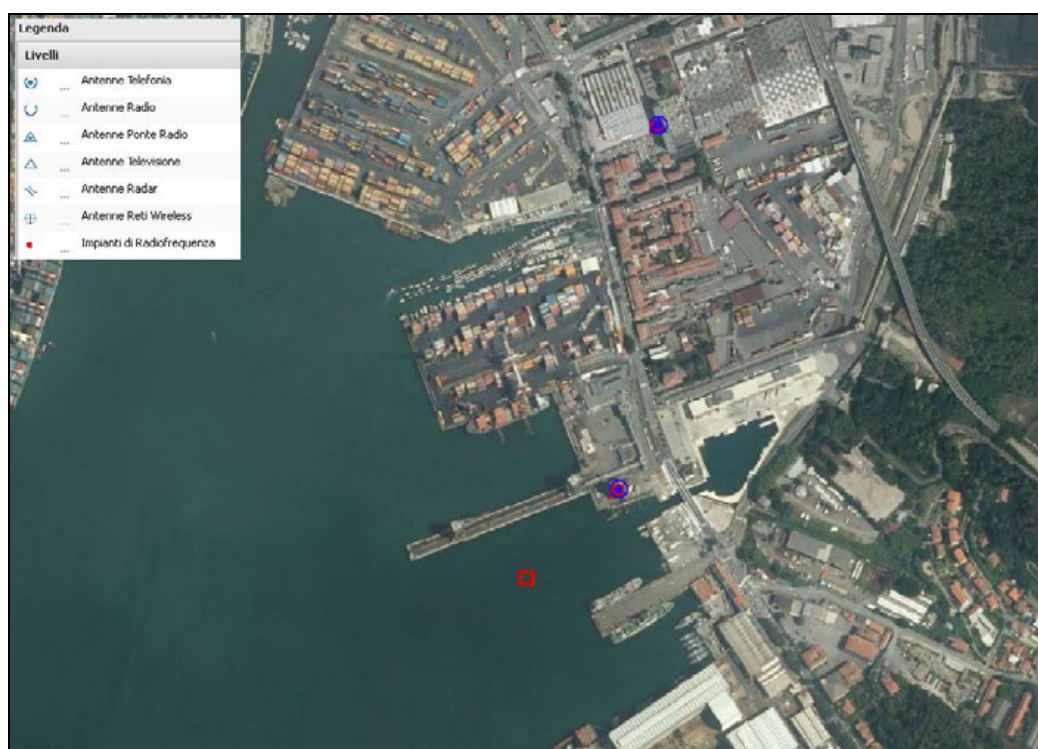 Legenda
Livelli
... Antenne Telefonia
... Antenne Radio
... Antenne Ponte Radio
... Antenne Televisione
... Antenne Radar
... Antenne Reti Wireless
... Impianti di Radiofrequenza